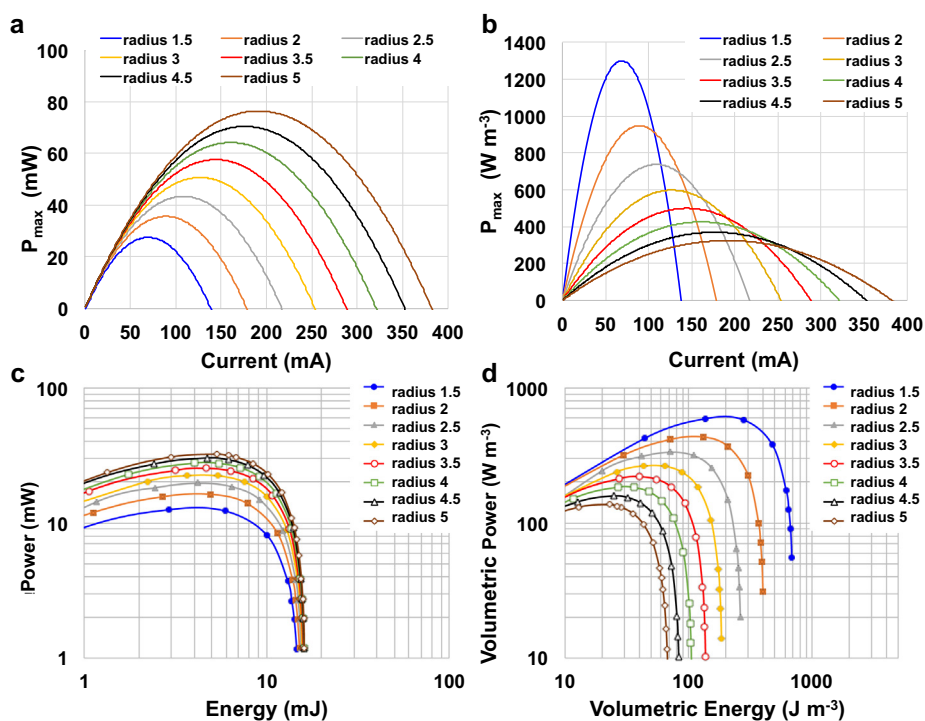 a
radius 1.5 radius 2 radius 2.5
radius 3 radius 3.5 radius 4
radius 4.5 radius 5
100
80
60
40
20
0
P_max (mW)
0 50 100 150 200 250 300 350 400
Current (mA)
b
radius 1.5 radius 2
radius 2.5 radius 3
radius 3.5 radius 4
radius 4.5 radius 5
1400
1200
1000
800
600
400
200
0
P_max (W m⁻³)
0 50 100 150 200 250 300 350 400
Current (mA)
c
radius 1.5
radius 2
radius 2.5
radius 3
radius 3.5
radius 4
radius 4.5
radius 5
100
10
1
Power (mW)
1 10 100
Energy (mJ)
d
radius 1.5
radius 2
radius 2.5
radius 3
radius 3.5
radius 4
radius 4.5
radius 5
1000
100
10
Volumetric Power (W m⁻³)
10 100 1000
Volumetric Energy (J m⁻³)